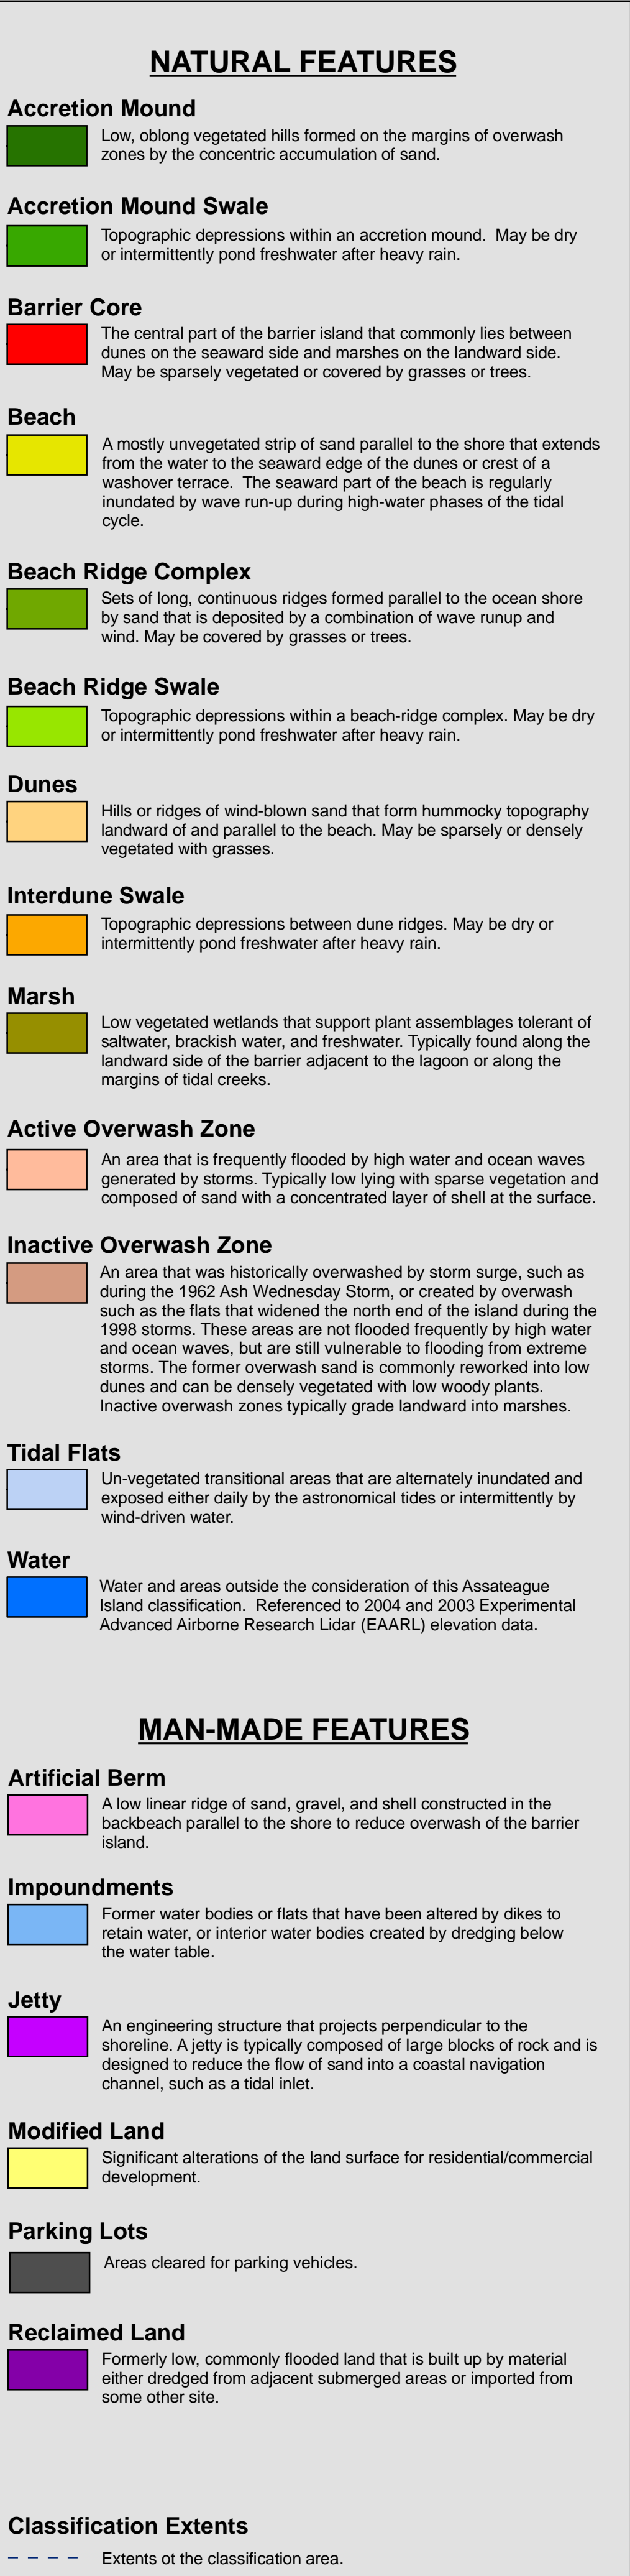 NATURAL FEATURES
Accretion Mound
Low, oblong vegetated hills formed on the margins of overwash
zones by the concentric accumulation of sand.
Accretion Mound Swale
Topographic depressions within an accretion mound.  May be dry
or intermittently pond freshwater after heavy rain.
Barrier Core
The central part of the barrier island that commonly lies between
dunes on the seaward side and marshes on the landward side.
May be sparsely vegetated or covered by grasses or trees.
Beach
A mostly unvegetated strip of sand parallel to the shore that extends
from the water to the seaward edge of the dunes or crest of a
washover terrace.  The seaward part of the beach is regularly
inundated by wave run-up during high-water phases of the tidal
cycle.
Beach Ridge Complex
Sets of long, continuous ridges formed parallel to the ocean shore
by sand that is deposited by a combination of wave runup and
wind. May be covered by grasses or trees.
Beach Ridge Swale
Topographic depressions within a beach-ridge complex. May be dry
or intermittently pond freshwater after heavy rain.
Dunes
Hills or ridges of wind-blown sand that form hummocky topography
landward of and parallel to the beach. May be sparsely or densely
vegetated with grasses.
Interdune Swale
Topographic depressions between dune ridges. May be dry or
intermittently pond freshwater after heavy rain.
Marsh
Low vegetated wetlands that support plant assemblages tolerant of
saltwater, brackish water, and freshwater. Typically found along the
landward side of the barrier adjacent to the lagoon or along the
margins of tidal creeks.
Active Overwash Zone
An area that is frequently flooded by high water and ocean waves
generated by storms. Typically low lying with sparse vegetation and
composed of sand with a concentrated layer of shell at the surface.
Inactive Overwash Zone
An area that was historically overwashed by storm surge, such as
during the 1962 Ash Wednesday Storm, or created by overwash
such as the flats that widened the north end of the island during the
1998 storms. These areas are not flooded frequently by high water
and ocean waves, but are still vulnerable to flooding from extreme
storms. The former overwash sand is commonly reworked into low
dunes and can be densely vegetated with low woody plants.
Inactive overwash zones typically grade landward into marshes.
Tidal Flats
Un-vegetated transitional areas that are alternately inundated and
exposed either daily by the astronomical tides or intermittently by
wind-driven water.
Water
Water and areas outside the consideration of this Assateague
Island classification.  Referenced to 2004 and 2003 Experimental
Advanced Airborne Research Lidar (EAARL) elevation data.
MAN-MADE FEATURES
Artificial Berm
A low linear ridge of sand, gravel, and shell constructed in the
backbeach parallel to the shore to reduce overwash of the barrier
island.
Impoundments
Former water bodies or flats that have been altered by dikes to
retain water, or interior water bodies created by dredging below
the water table.
Jetty
An engineering structure that projects perpendicular to the
shoreline. A jetty is typically composed of large blocks of rock and is
designed to reduce the flow of sand into a coastal navigation
channel, such as a tidal inlet.
Modified Land
Significant alterations of the land surface for residential/commercial
development.
Parking Lots
Areas cleared for parking vehicles.
Reclaimed Land
Formerly low, commonly flooded land that is built up by material
either dredged from adjacent submerged areas or imported from
some other site.
Classification Extents
Extents ot the classification area.